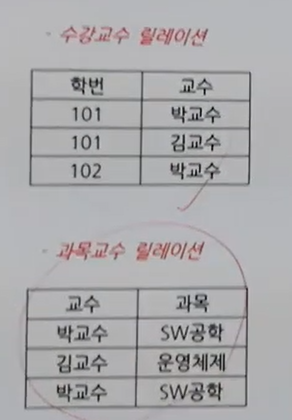 - 수강교수 릴레이션
학번 교수
101 박교수
101 김교수
102 박교수
- 과목교수 릴레이션
교수 과목
박교수 SW공학
김교수 운영체제
박교수 SW공학